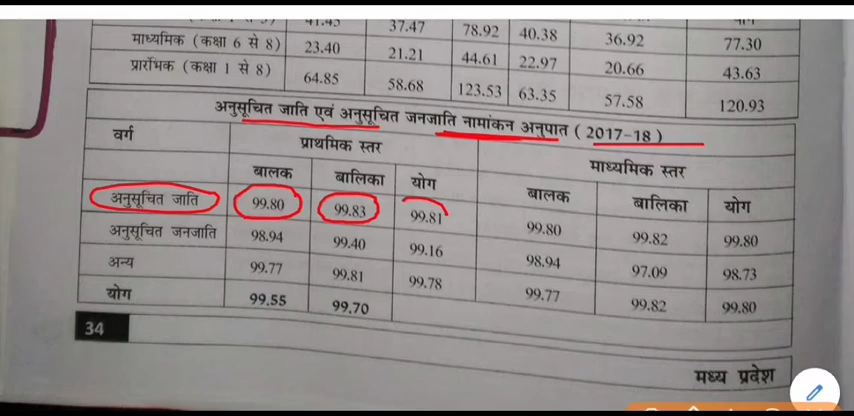 41.45 37.47 78.92 40.38 36.92 77.30
माध्यमिक (कक्षा 6 से 8) 23.40 21.21 44.61 22.97 20.66 43.63
प्रारंभिक (कक्षा 1 से 8) 64.85 58.68 123.53 63.35 57.58 120.93
अनुसूचित जाति एवं अनुसूचित जनजाति नामांकन अनुपात ( 2017-18 )
वर्ग प्राथमिक स्तर माध्यमिक स्तर
बालक बालिका योग बालक बालिका योग
अनुसूचित जाति 99.80 99.83 99.81 99.80 99.82 99.80
अनुसूचित जनजाति 98.94 99.40 99.16 98.94 97.09 98.73
अन्य 99.77 99.81 99.78 99.77 99.82 99.80
योग 99.55 99.70
34
मध्य प्रदेश